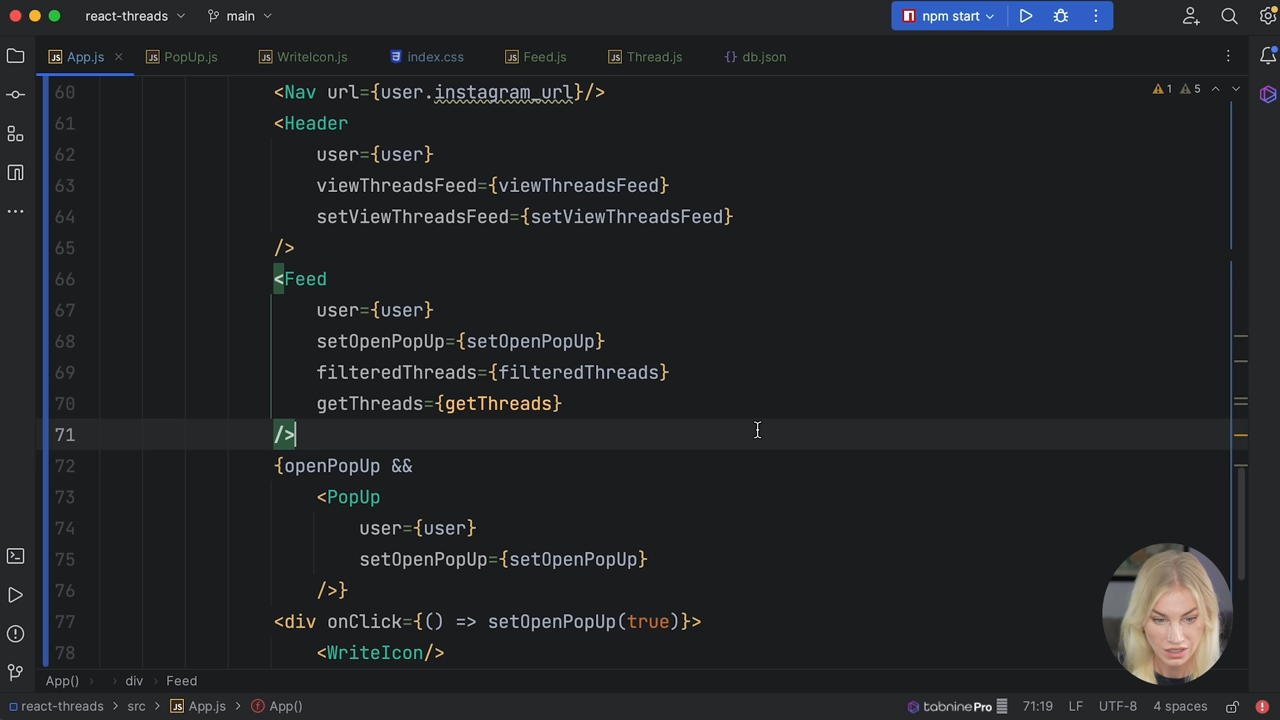 react-threads
main
npm start
App.js
PopUp.js
WriteIcon.js
index.css
Feed.js
Thread.js
{} db.json
60 <Nav url={user.instagram_url}/>
1 5
61 <Header
62 user={user}
63 viewThreadsFeed={viewThreadsFeed}
64 setViewThreadsFeed={setViewThreadsFeed}
65 />
66 <Feed
67 user={user}
68 setOpenPopUp={setOpenPopUp}
69 filteredThreads={filteredThreads}
70 getThreads={getThreads}
71 />
72 {openPopUp &&
73 <PopUp
74 user={user}
75 setOpenPopUp={setOpenPopUp}
76 />}
77 <div onClick={() => setOpenPopUp(true)}>
78 <WriteIcon/>
App() > div > Feed
react-threads > src > App.js > App()
tabnine Pro
71:19
LF
UTF-8
4 spaces